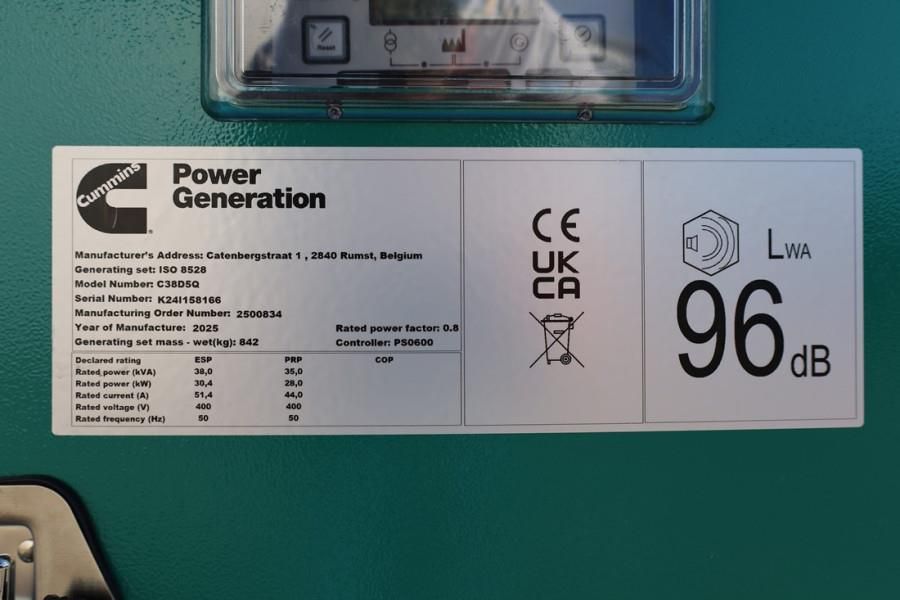 Reset
Cummins
Power
Generation
Manufacturer's Address: Catenbergstraat 1 , 2840 Rumst, Belgium
Generating set: ISO 8528
Model Number: C38D5Q
Serial Number: K24I158166
Manufacturing Order Number: 2500834
Year of Manufacture: 2025 Rated power factor: 0.8
Generating set mass - wet(kg): 842 Controller: PS0600
Declared rating ESP PRP COP
Rated power (kVA) 38,0 35,0
Rated power (kW) 30,4 28,0
Rated current (A) 51,4 44,0
Rated voltage (V) 400 400
Rated frequency (Hz) 50 50
CE
UK
CA
LWA
96 dB